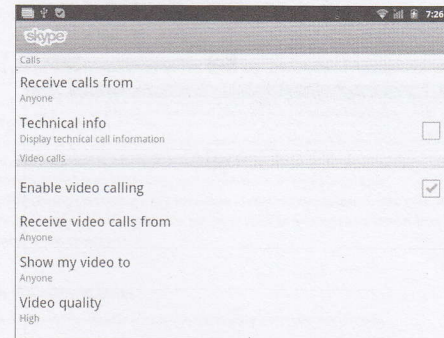 7:26
skype
Calls
Receive calls from
Anyone
Technical info
Display technical call information
Video calls
Enable video calling
Receive video calls from
Anyone
Show my video to
Anyone
Video quality
High